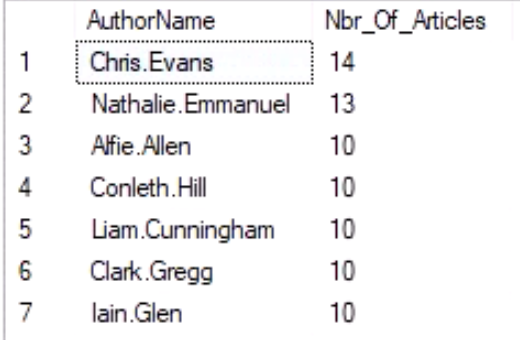 AuthorName Nbr_Of_Articles
1 Chris.Evans 14
2 Nathalie.Emmanuel 13
3 Alfie.Allen 10
4 Conleth.Hill 10
5 Liam.Cunningham 10
6 Clark.Gregg 10
7 Iain.Glen 10